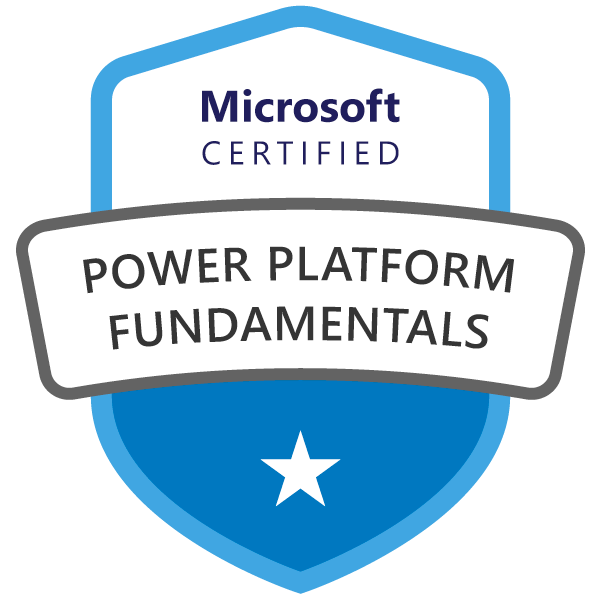 Microsoft
CERTIFIED
POWER PLATFORM
FUNDAMENTALS